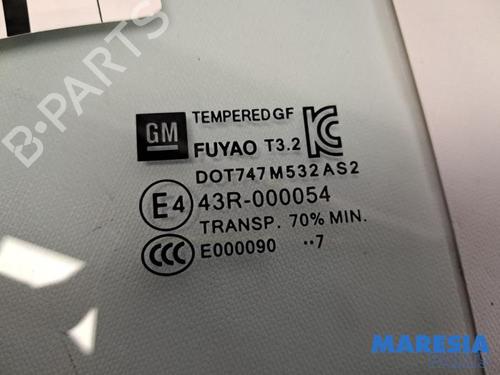 GM
TEMPERED GF
FUYAO T3.2
DOT747 M532 AS2
E4
43R-000054
TRANSP. 70% MIN.
CCC
E000090 ··7
B-PARTS
MARESIA